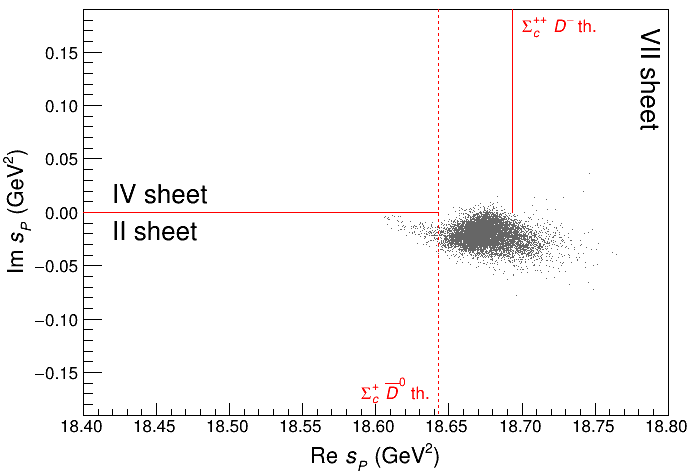 Σc++ D− th.
VII sheet
IV sheet
II sheet
Σc+ D̅0 th.
Im sP (GeV2)
0.15
0.10
0.05
0.00
−0.05
−0.10
−0.15
18.40 18.45 18.50 18.55 18.60 18.65 18.70 18.75 18.80
Re sP (GeV2)